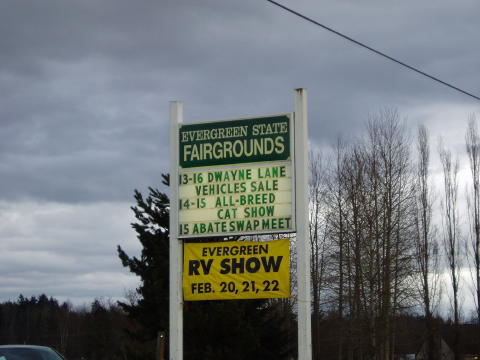 EVERGREEN STATE
FAIRGROUNDS
13-16 DWAYNE LANE
VEHICLES SALE
14-15 ALL-BREED
CAT SHOW
15 ABATE SWAP MEET
EVERGREEN
RV SHOW
FEB. 20, 21, 22